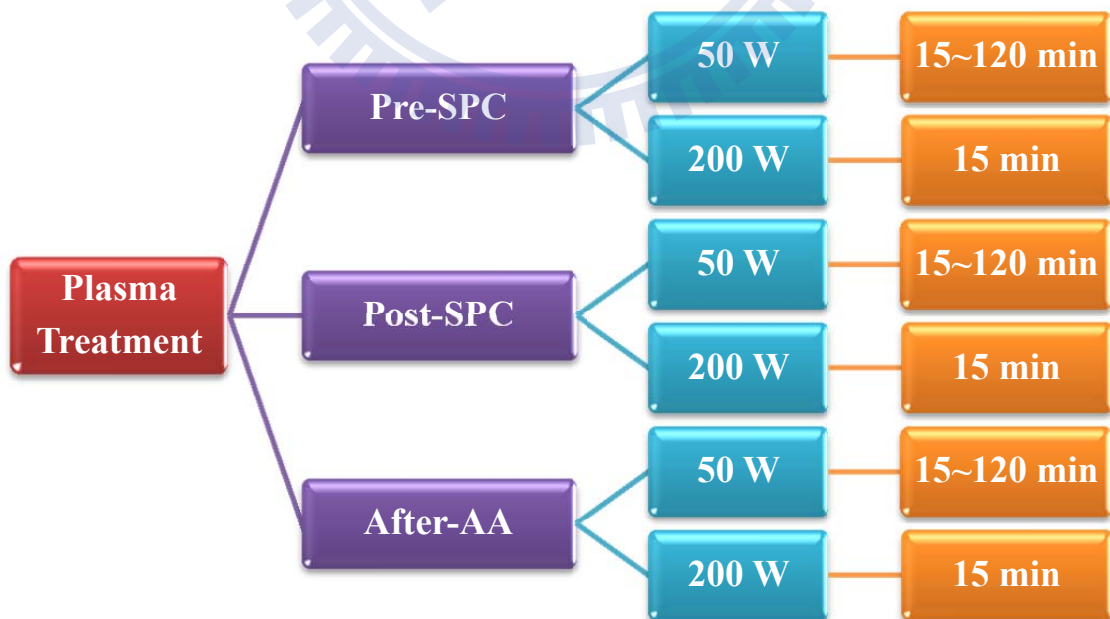 Plasma
Treatment
Pre-SPC
50 W
15~120 min
200 W
15 min
Post-SPC
50 W
15~120 min
200 W
15 min
After-AA
50 W
15~120 min
200 W
15 min